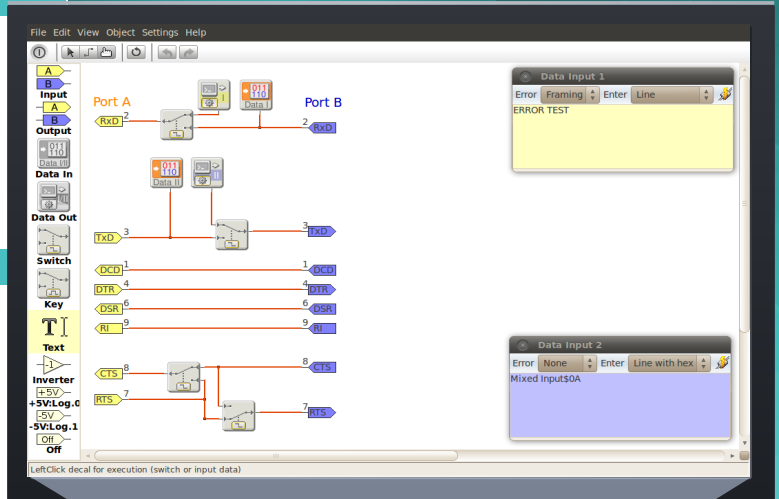 File Edit View Object Settings Help
A
B
Input
A
B
Output
011
110
Data I/II
Data In
Data Out
Switch
Key
T
Text
-1
Inverter
+5V
+5V:Log.0
-5V
-5V:Log.1
Off
Off
Port A
I
011
110
Data I
Port B
RxD 2
2 RxD
011
110
Data II
II
TxD 3
3 TxD
DCD 1
1 DCD
DTR 4
4 DTR
DSR 6
6 DSR
RI 9
9 RI
CTS 8
8 CTS
RTS 7
7 RTS
Data Input 1
Error Framing Enter Line
ERROR TEST
Data Input 2
Error None Enter Line with hex
Mixed Input$0A
LeftClick decal for execution (switch or input data)